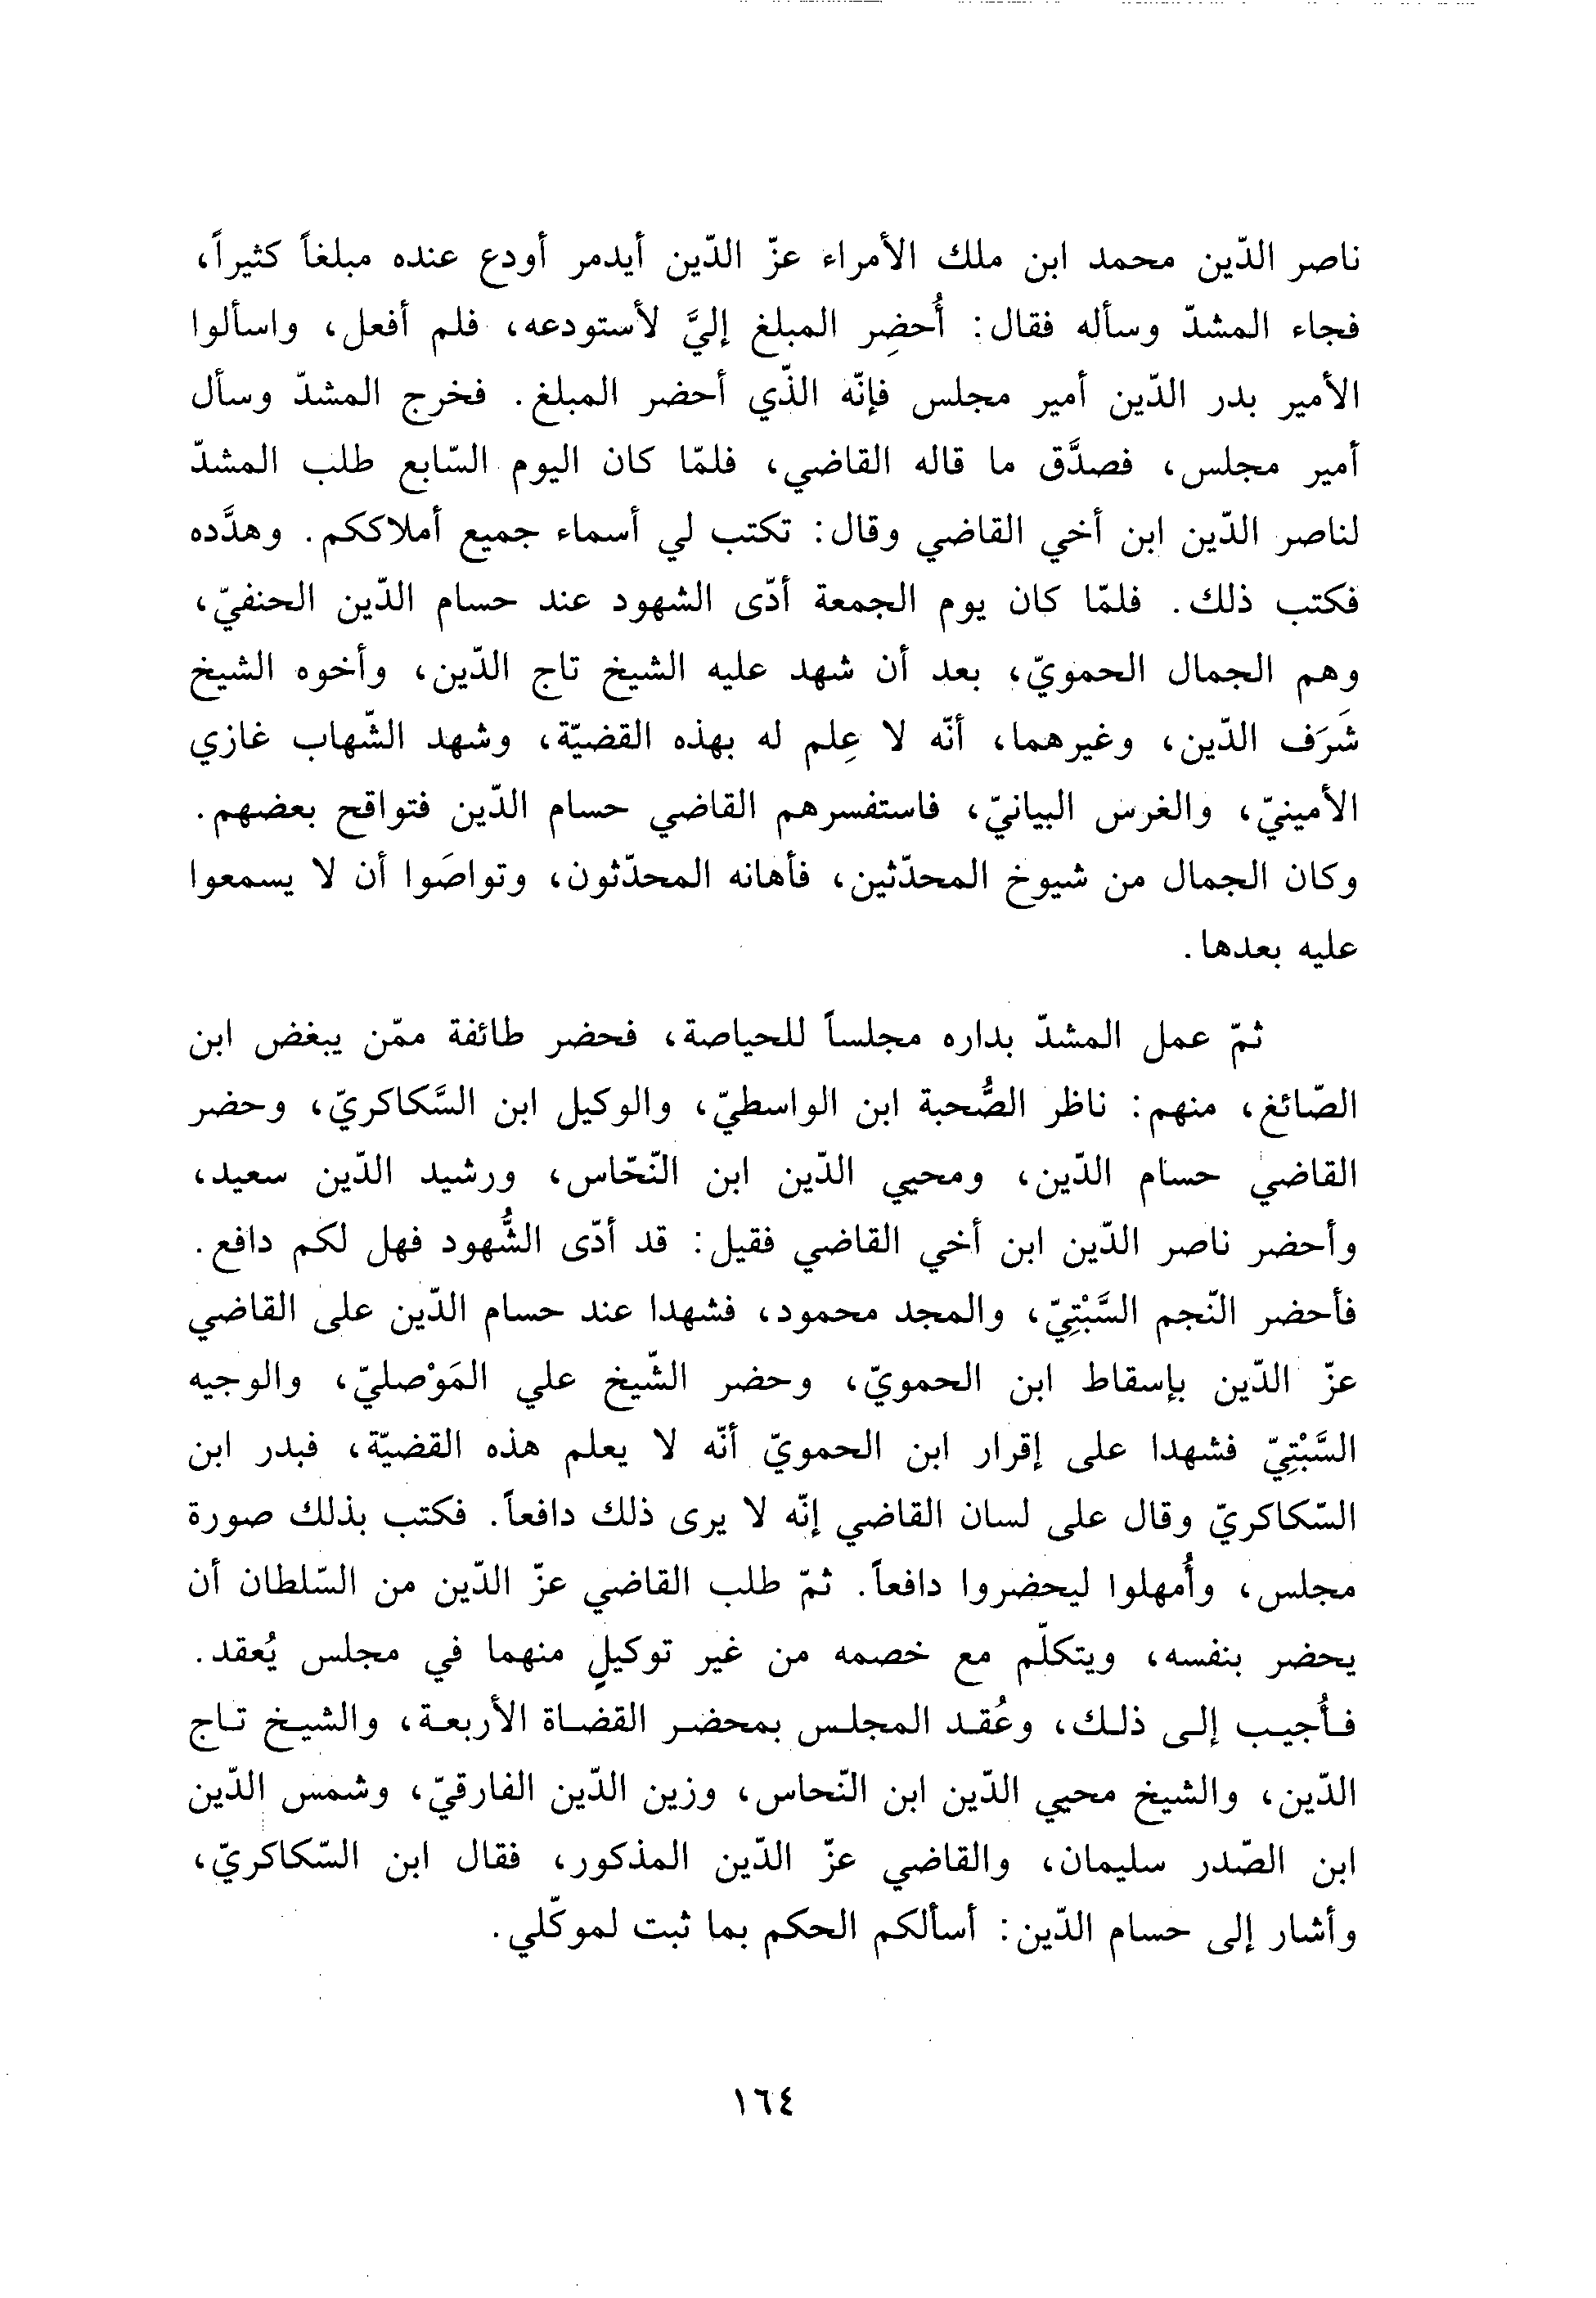 ناصر الدّين محمد ابن ملك الأمراء عزّ الدّين أيدمر أودع عنده مبلغاً كثيراً،
فجاء المشدّ وسأله فقال: أُحضِر المبلغ إليَّ لأستودعه، فلم أفعل، واسألوا
الأمير بدر الدّين أمير مجلس فإنّه الذّي أحضر المبلغ. فخرج المشدّ وسأل
أمير مجلس، فصدَّق ما قاله القاضي، فلمّا كان اليوم السّابع طلب المشدّ
لناصر الدّين ابن أخي القاضي وقال: تكتب لي أسماء جميع أملاككم. وهدَّده
فكتب ذلك. فلمّا كان يوم الجمعة أدّى الشهود عند حسام الدّين الحنفيّ،
وهم الجمال الحمويّ، بعد أن شهد عليه الشيخ تاج الدّين، وأخوه الشيخ
شَرَف الدّين، وغيرهما، أنّه لا عِلم له بهذه القضيّة، وشهد الشّهاب غازي
الأمينيّ، والغرس البيانيّ، فاستفسرهم القاضي حسام الدّين فتواقح بعضهم.
وكان الجمال من شيوخ المحدّثين، فأهانه المحدّثون، وتواصَوا أن لا يسمعوا
عليه بعدها.
ثمّ عمل المشدّ بداره مجلساً للحياصة، فحضر طائفة ممّن يبغض ابن
الصّائغ، منهم: ناظر الصُّحبة ابن الواسطيّ، والوكيل ابن السَّكاكريّ، وحضر
القاضي حسام الدّين، ومحيي الدّين ابن النّحّاس، ورشيد الدّين سعيد،
وأحضر ناصر الدّين ابن أخي القاضي فقيل: قد أدّى الشُّهود فهل لكم دافع.
فأحضر النّجم السَّبْتِيّ، والمجد محمود، فشهدا عند حسام الدّين على القاضي
عزّ الدّين بإسقاط ابن الحمويّ، وحضر الشّيخ علي المَوْصليّ، والوجيه
السَّبْتِيّ فشهدا على إقرار ابن الحمويّ أنّه لا يعلم هذه القضيّة، فبدر ابن
السّكاكريّ وقال على لسان القاضي إنّه لا يرى ذلك دافعاً. فكتب بذلك صورة
مجلس، وأُمهلوا ليحضروا دافعاً. ثمّ طلب القاضي عزّ الدّين من السّلطان أن
يحضر بنفسه، ويتكلّم مع خصمه من غير توكيلٍ منهما في مجلس يُعقد.
فأُجيب إلى ذلك، وعُقد المجلس بمحضر القضاة الأربعة، والشيخ تاج
الدّين، والشيخ محيي الدّين ابن النّحاس، وزين الدّين الفارقيّ، وشمس الدّين
ابن الصّدر سليمان، والقاضي عزّ الدّين المذكور، فقال ابن السّكاكريّ،
وأشار إلى حسام الدّين: أسألكم الحكم بما ثبت لموكّلي.
١٦٤